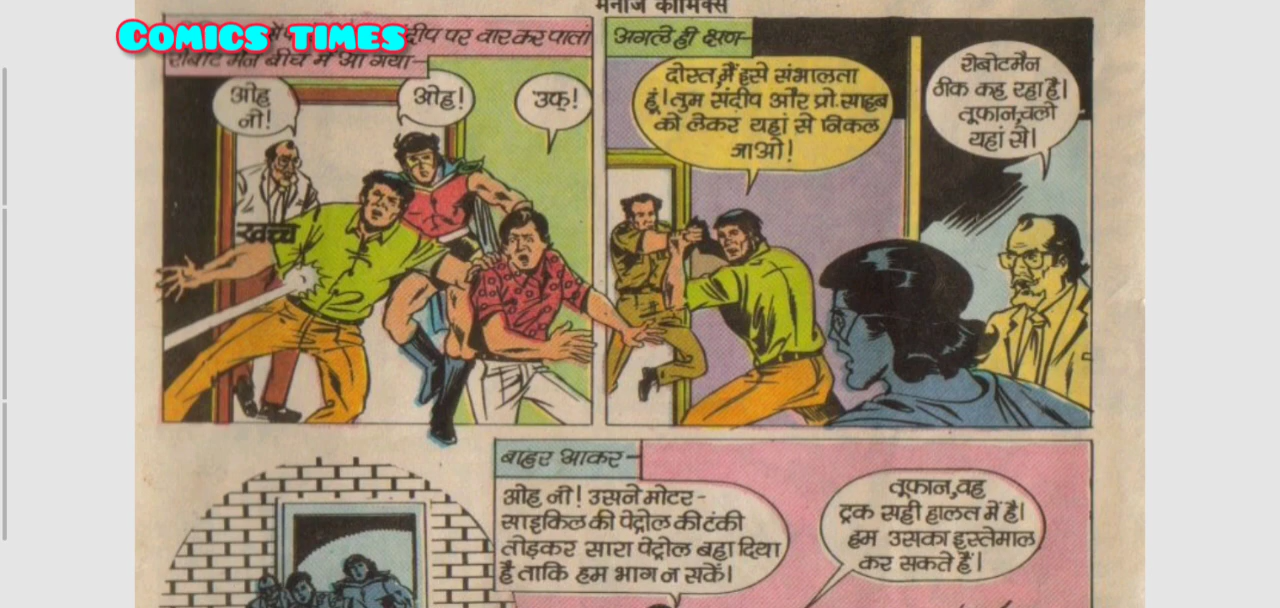 मनोज कॉमिक्स
COMICS TIMES
दीप पर वार कर पाता
रोबोट मैन बीच में आ गया-
ओह
नो!
ओह!
उफ्!
खच्च
अगले ही क्षण-
दोस्त,मैं इसे संभालता
हूं।तुम संदीप और प्रो.साहब
को लेकर यहां से निकल
जाओ!
रोबोटमैन
ठीक कह रहा है।
तूफान,चलो
यहां से।
बाहर आकर-
ओह नो! उसने मोटर-
साइकिल की पेट्रोल की टंकी
तोड़कर सारा पेट्रोल बहा दिया
है ताकि हम भाग न सकें।
तूफान,वह
ट्रक सही हालत में है।
हम उसका इस्तेमाल
कर सकते हैं।